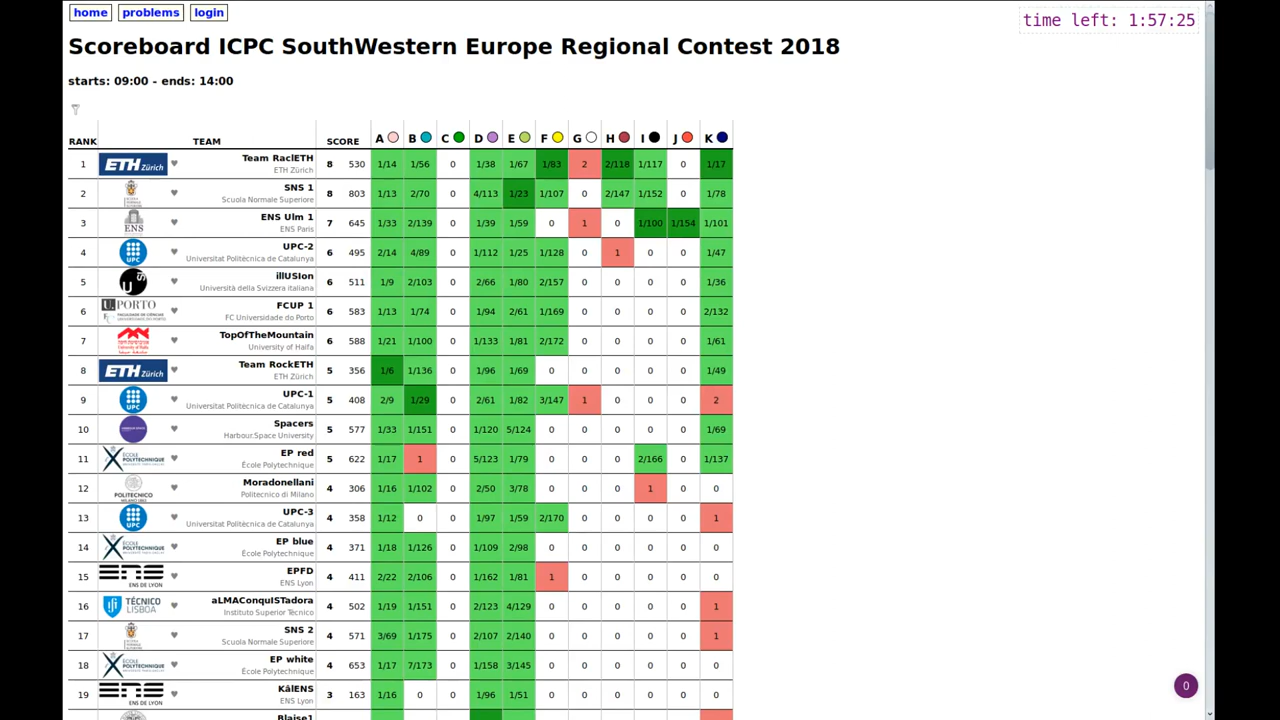 home problems login
time left: 1:57:25
Scoreboard ICPC SouthWestern Europe Regional Contest 2018
starts: 09:00 - ends: 14:00
RANK TEAM SCORE A B C D E F G H I J K
1 ETH Zürich Team RaclETH 8 530 1/14 1/56 0 1/38 1/67 1/83 2 2/118 1/117 0 1/17
ETH Zürich
2 SNS 1 8 803 1/13 2/70 0 4/113 1/23 1/107 0 2/147 1/152 0 1/78
Scuola Normale Superiore
3 ENS Ulm 1 7 645 1/33 2/139 0 1/39 1/59 0 1 0 1/100 1/154 1/101
ENS Paris
4 UPC UPC-2 6 495 2/14 4/89 0 1/112 1/25 1/128 0 1 0 0 1/47
Universitat Politècnica de Catalunya
5 illUSIon 6 511 1/9 2/103 0 2/66 1/80 2/157 0 0 0 0 1/36
Università della Svizzera italiana
6 U.PORTO FCUP 1 6 583 1/13 1/74 0 1/94 2/61 1/169 0 0 0 0 2/132
FC Universidade do Porto
7 TopOfTheMountain 6 588 1/21 1/100 0 1/133 1/81 2/172 0 0 0 0 1/61
University of Haifa
8 ETH Zürich Team RockETH 5 356 1/6 1/136 0 1/96 1/69 0 0 0 0 0 1/49
ETH Zürich
9 UPC UPC-1 5 408 2/9 1/29 0 2/61 1/82 3/147 1 0 0 0 2
Universitat Politècnica de Catalunya
10 Spacers 5 577 1/33 1/151 0 1/120 5/124 0 0 0 0 0 1/69
Harbour.Space University
11 ÉCOLE POLYTECHNIQUE EP red 5 622 1/17 1 0 5/123 1/79 0 0 0 2/166 0 1/137
École Polytechnique
12 POLITECNICO Moradonellani 4 306 1/16 1/102 0 2/50 3/78 0 0 0 1 0 0
Politecnico di Milano
13 UPC UPC-3 4 358 1/12 0 0 1/97 1/59 2/170 0 0 0 0 1
Universitat Politècnica de Catalunya
14 ÉCOLE POLYTECHNIQUE EP blue 4 371 1/18 1/126 0 1/109 2/98 0 0 0 0 0 0
École Polytechnique
15 ENS DE LYON EPFD 4 411 2/22 2/106 0 1/162 1/81 1 0 0 0 0 0
ENS Lyon
16 TÉCNICO LISBOA aLMAConquISTadora 4 502 1/19 1/151 0 2/123 4/129 0 0 0 0 0 1
Instituto Superior Técnico
17 SNS 2 4 571 3/69 1/175 0 2/107 2/140 0 0 0 0 0 1
Scuola Normale Superiore
18 ÉCOLE POLYTECHNIQUE EP white 4 653 1/17 7/173 0 1/158 3/145 0 0 0 0 0 0
École Polytechnique
19 ENS DE LYON KâlENS 3 163 1/16 0 0 1/96 1/51 0 0 0 0 0 0
ENS Lyon
Blaise1
0